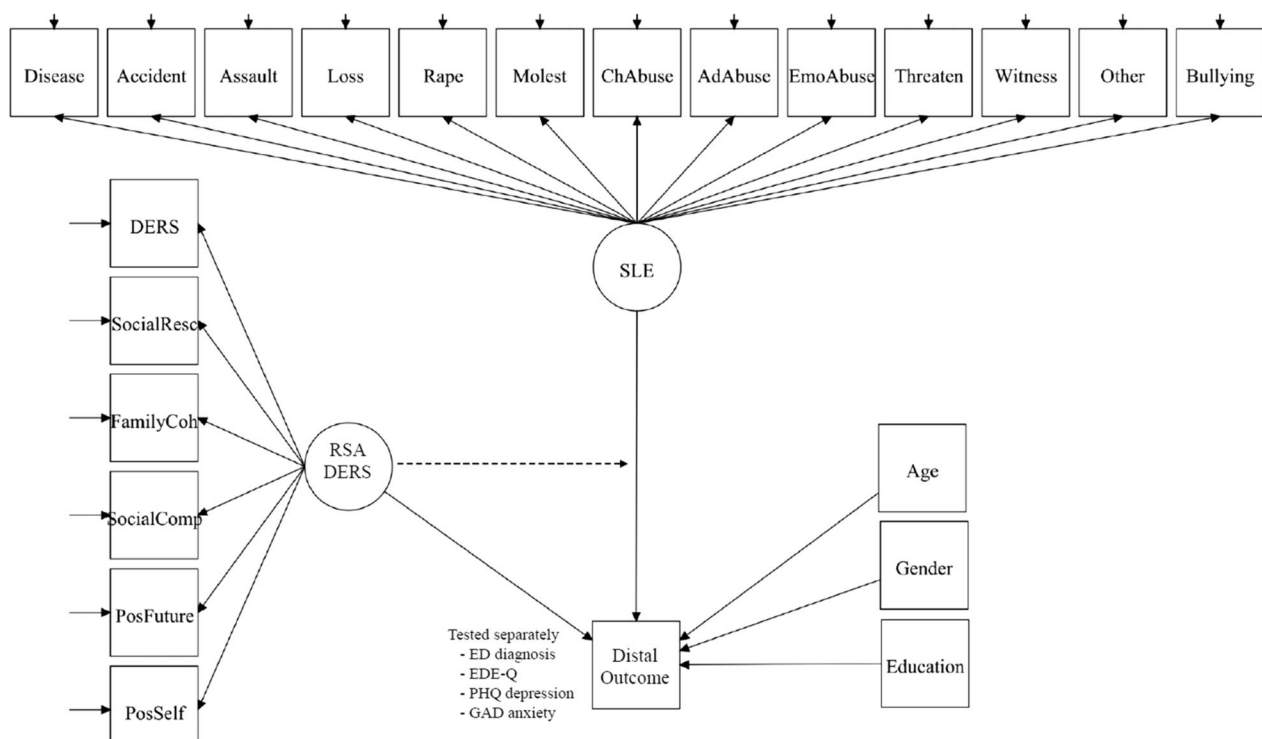 Disease
Accident
Assault
Loss
Rape
Molest
ChAbuse
AdAbuse
EmoAbuse
Threaten
Witness
Other
Bullying
DERS
SocialResc
FamilyCoh
SocialComp
PosFuture
PosSelf
SLE
RSA
DERS
Age
Gender
Education
Tested separately
- ED diagnosis
- EDE-Q
- PHQ depression
- GAD anxiety
Distal
Outcome